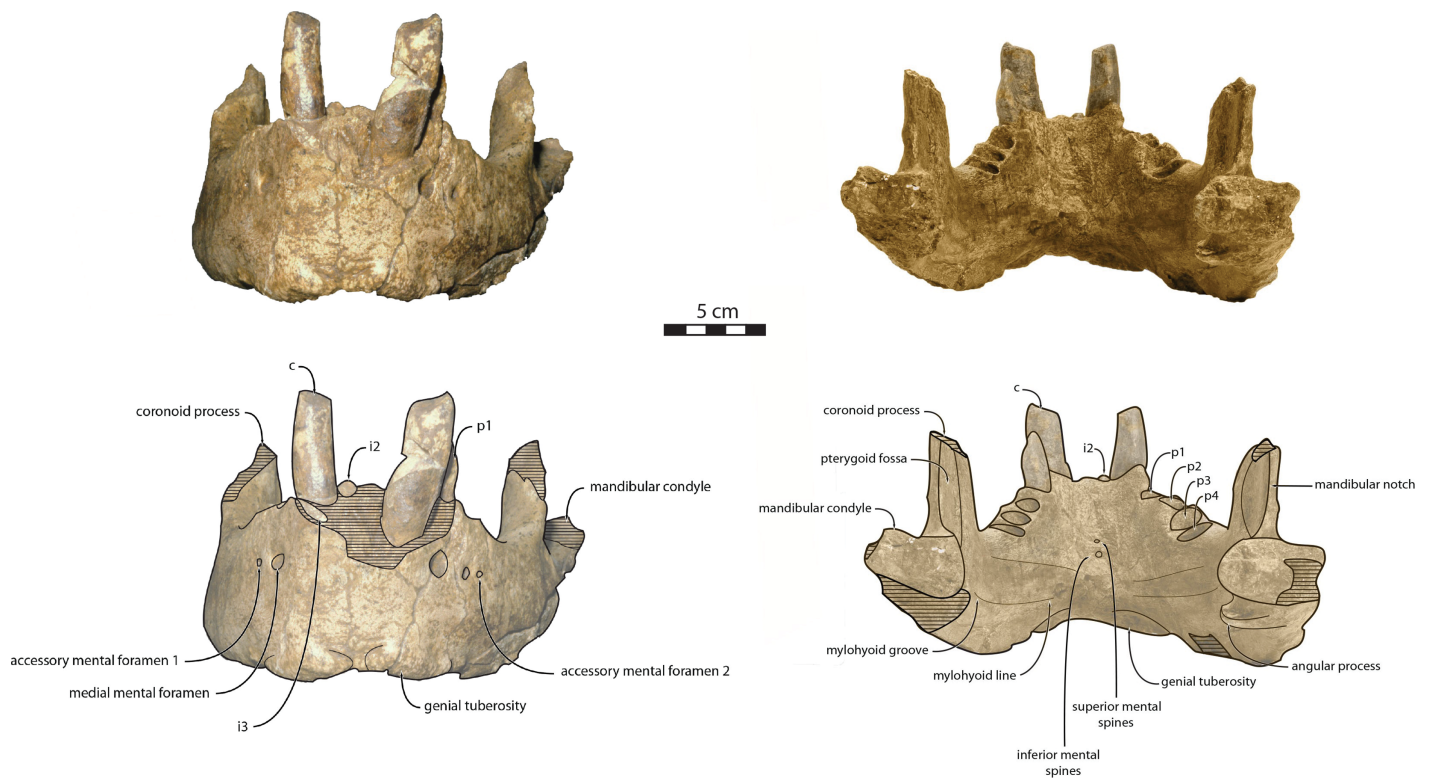 5 cm
c
coronoid process
i2
p1
mandibular condyle
accessory mental foramen 1
medial mental foramen
i3
genial tuberosity
accessory mental foramen 2
c
coronoid process
pterygoid fossa
mandibular condyle
i2
p1
p2
p3
p4
mandibular notch
mylohyoid groove
mylohyoid line
genial tuberosity
angular process
superior mental
spines
inferior mental
spines